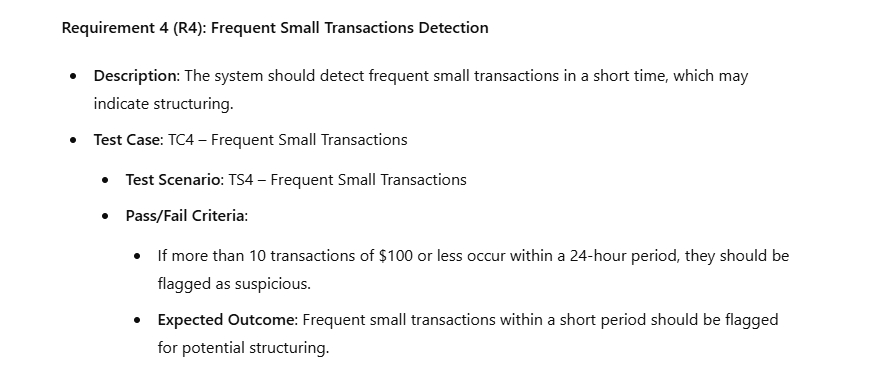 Requirement 4 (R4): Frequent Small Transactions Detection
• Description: The system should detect frequent small transactions in a short time, which may
indicate structuring.
• Test Case: TC4 – Frequent Small Transactions
• Test Scenario: TS4 – Frequent Small Transactions
• Pass/Fail Criteria:
• If more than 10 transactions of $100 or less occur within a 24-hour period, they should be
flagged as suspicious.
• Expected Outcome: Frequent small transactions within a short period should be flagged
for potential structuring.